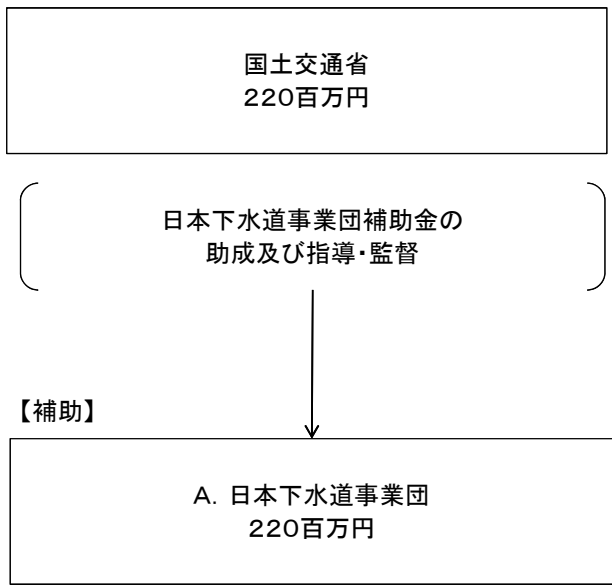 国土交通省
220百万円
日本下水道事業団補助金の
助成及び指導・監督
【補助】
A. 日本下水道事業団
220百万円